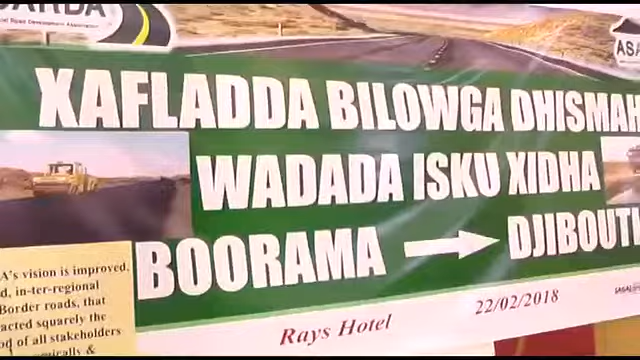 XAFLADDA BILOWGA DHISMAH
WADADA ISKU XIDHA
BOORAMA → DJIBOUTI
'S vision is improved,
d, in-ter-regional
Border roads, that
acted squarely the
of all stakeholders
Rays Hotel
22/02/2018